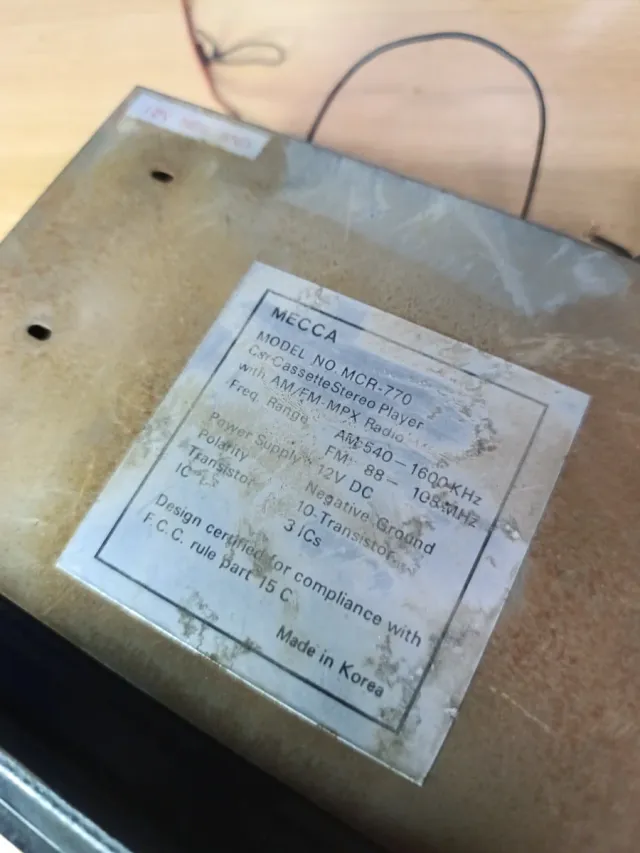 MECCA
MODEL NO. MCR-770
Car Cassette Stereo Player
with AM/FM-MPX Radio
Freq. Range AM: 540 — 1600 KHz
FM: 88 — 108 MHz
Power Supply 12V DC
Polarity Negative Ground
Transistor 10 Transistor
IC 3 ICs
Design certified for compliance with
F.C.C. rule part 15 C
Made in Korea